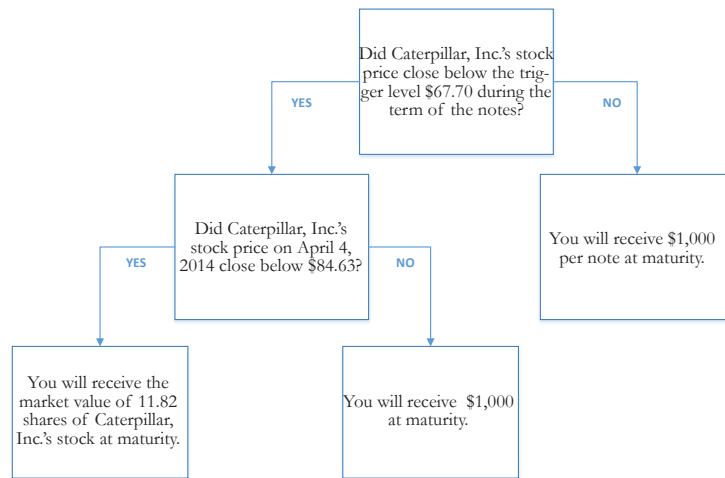 Did Caterpillar, Inc.'s stock
price close below the trig-
ger level $67.70 during the
term of the notes?
YES
NO
Did Caterpillar, Inc.'s
stock price on April 4,
2014 close below $84.63?
You will receive $1,000
per note at maturity.
YES
NO
You will receive the
market value of 11.82
shares of Caterpillar,
Inc.'s stock at maturity.
You will receive $1,000
at maturity.